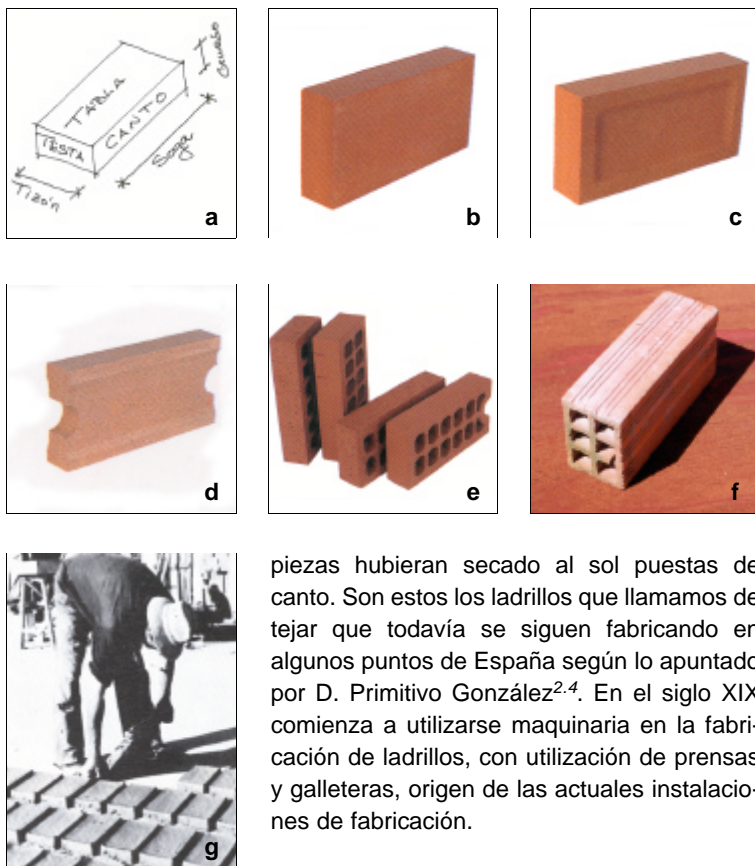 TABLA
CANTO
TESTA
Grueso
Soga
Tizón
a
b
c
d
e
f
g
piezas hubieran secado al sol puestas de
canto. Son estos los ladrillos que llamamos de
tejar que todavía se siguen fabricando en
algunos puntos de España según lo apuntado
por D. Primitivo González2.4. En el siglo XIX
comienza a utilizarse maquinaria en la fabri-
cación de ladrillos, con utilización de prensas
y galleteras, origen de las actuales instalacio-
nes de fabricación.